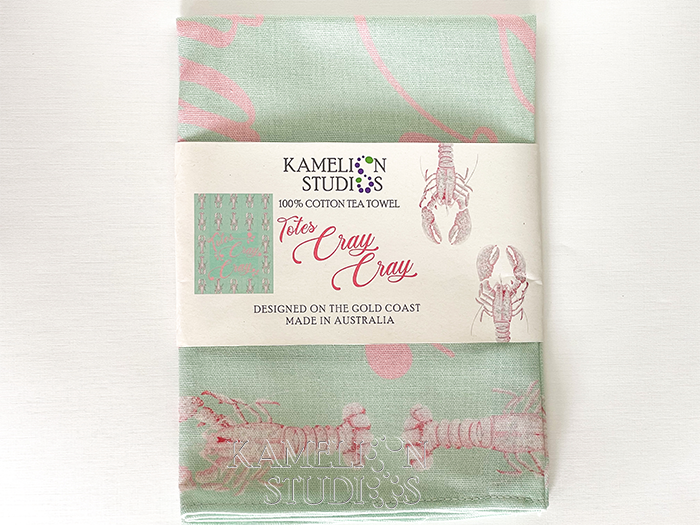 KAMELION
STUDIOS
100% COTTON TEA TOWEL
Totes
Cray
Cray
DESIGNED ON THE GOLD COAST
MADE IN AUSTRALIA
KAMELION
STUDIOS